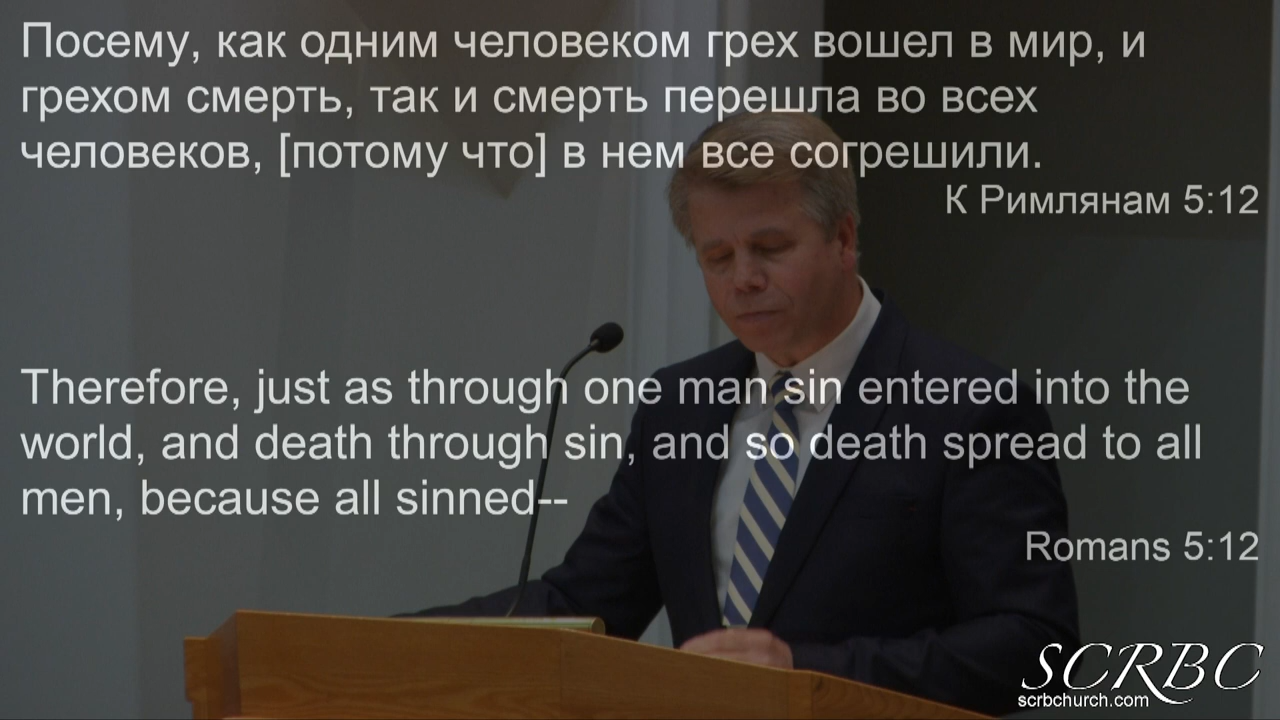 Посему, как одним человеком грех вошел в мир, и
грехом смерть, так и смерть перешла во всех
человеков, [потому что] в нем все согрешили.
К Римлянам 5:12
Therefore, just as through one man sin entered into the
world, and death through sin, and so death spread to all
men, because all sinned--
Romans 5:12
SCRBC
scrbchurch.com